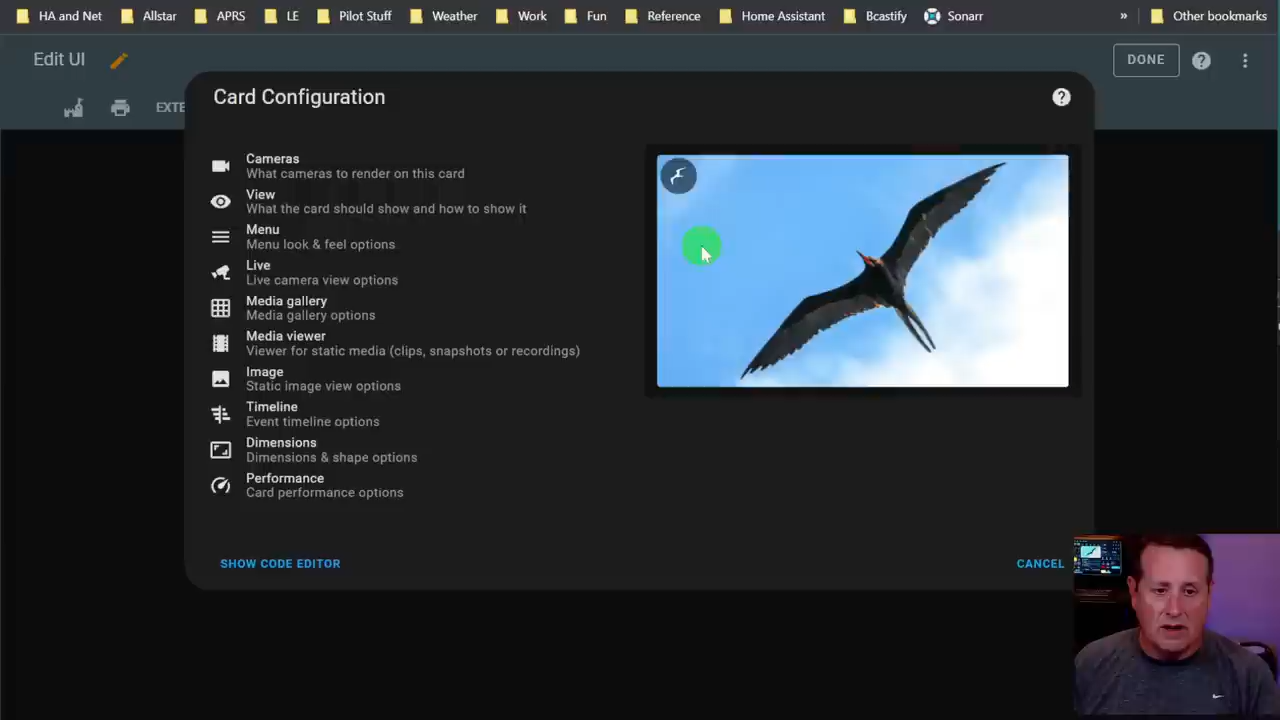 HA and Net Allstar APRS LE Pilot Stuff Weather Work Fun Reference Home Assistant Bcastify Sonarr » Other bookmarks
Edit UI DONE
EXTE
Card Configuration
Cameras
What cameras to render on this card
View
What the card should show and how to show it
Menu
Menu look & feel options
Live
Live camera view options
Media gallery
Media gallery options
Media viewer
Viewer for static media (clips, snapshots or recordings)
Image
Static image view options
Timeline
Event timeline options
Dimensions
Dimensions & shape options
Performance
Card performance options
SHOW CODE EDITOR CANCEL